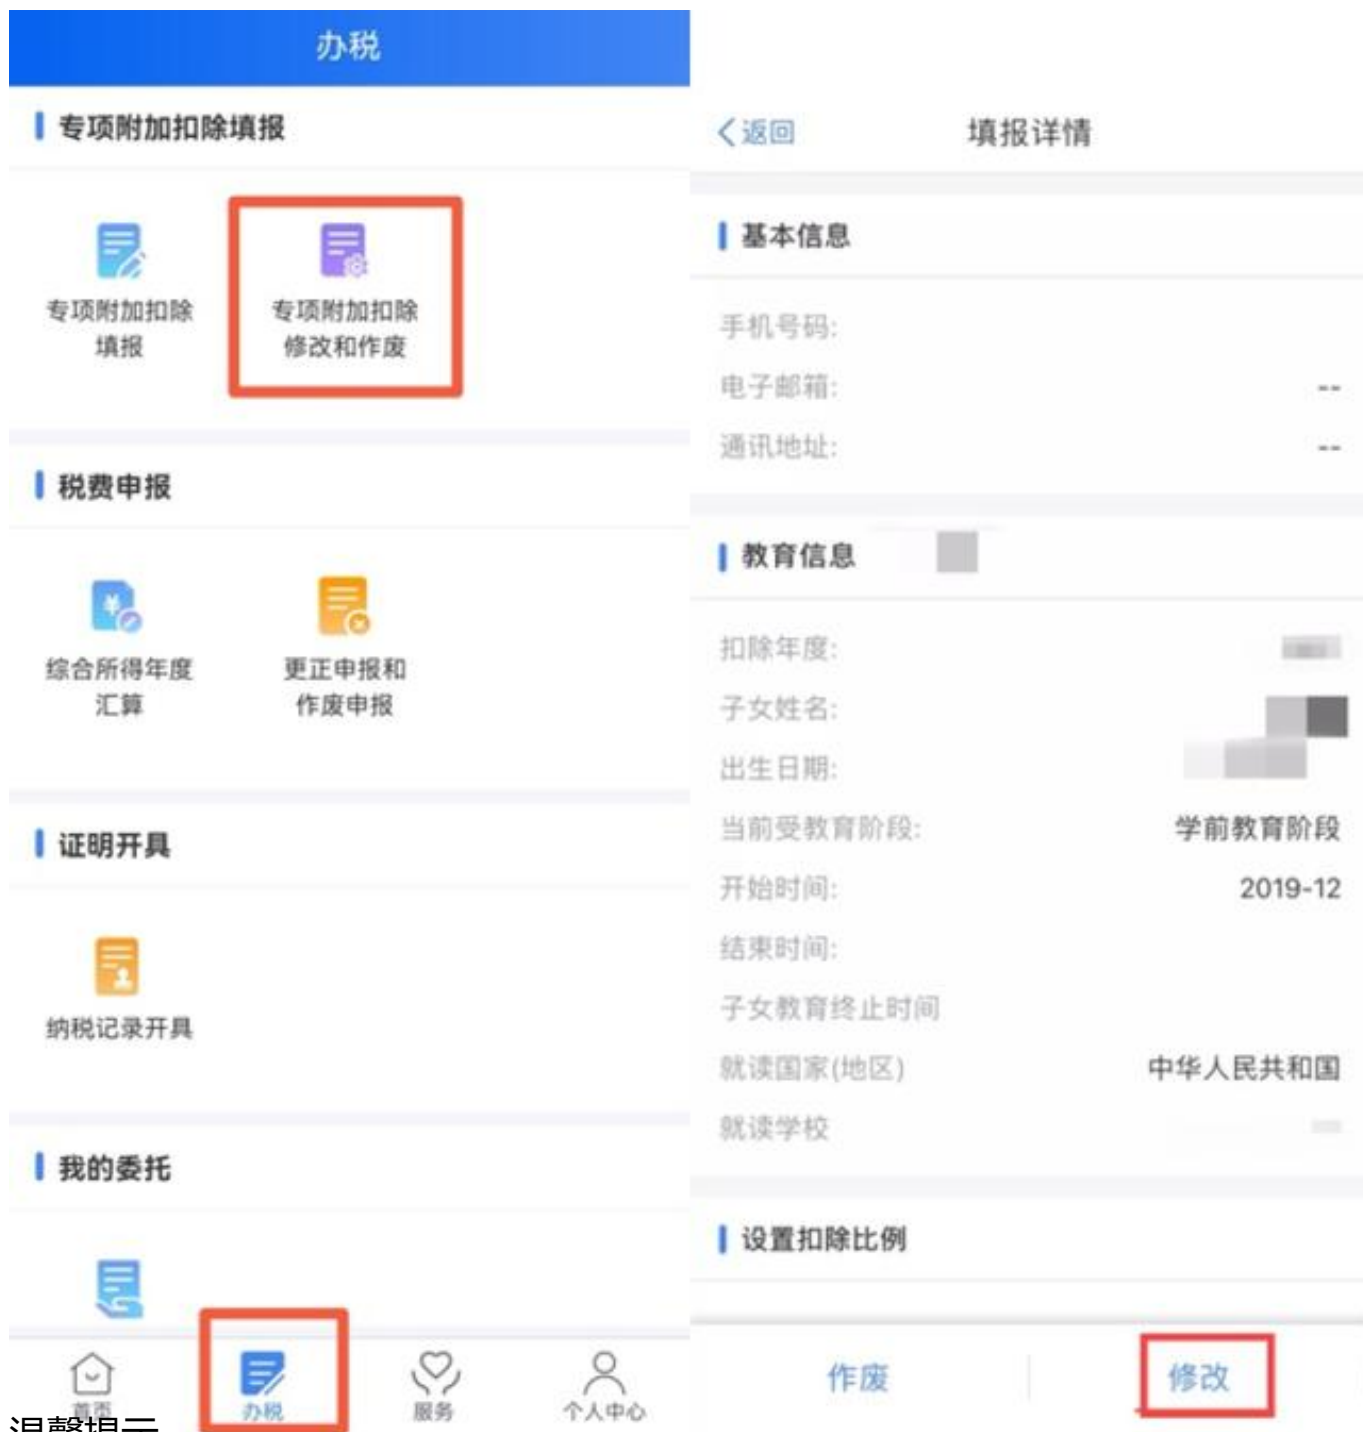 办税
专项附加扣除填报
专项附加扣除
填报
专项附加扣除
修改和作废
税费申报
综合所得年度
汇算
更正申报和
作废申报
证明开具
纳税记录开具
我的委托
首页
办税
服务
个人中心
温馨提示
返回
填报详情
基本信息
手机号码:
电子邮箱: --
通讯地址: --
教育信息
扣除年度:
子女姓名:
出生日期:
当前受教育阶段: 学前教育阶段
开始时间: 2019-12
结束时间:
子女教育终止时间
就读国家(地区) 中华人民共和国
就读学校
设置扣除比例
作废
修改